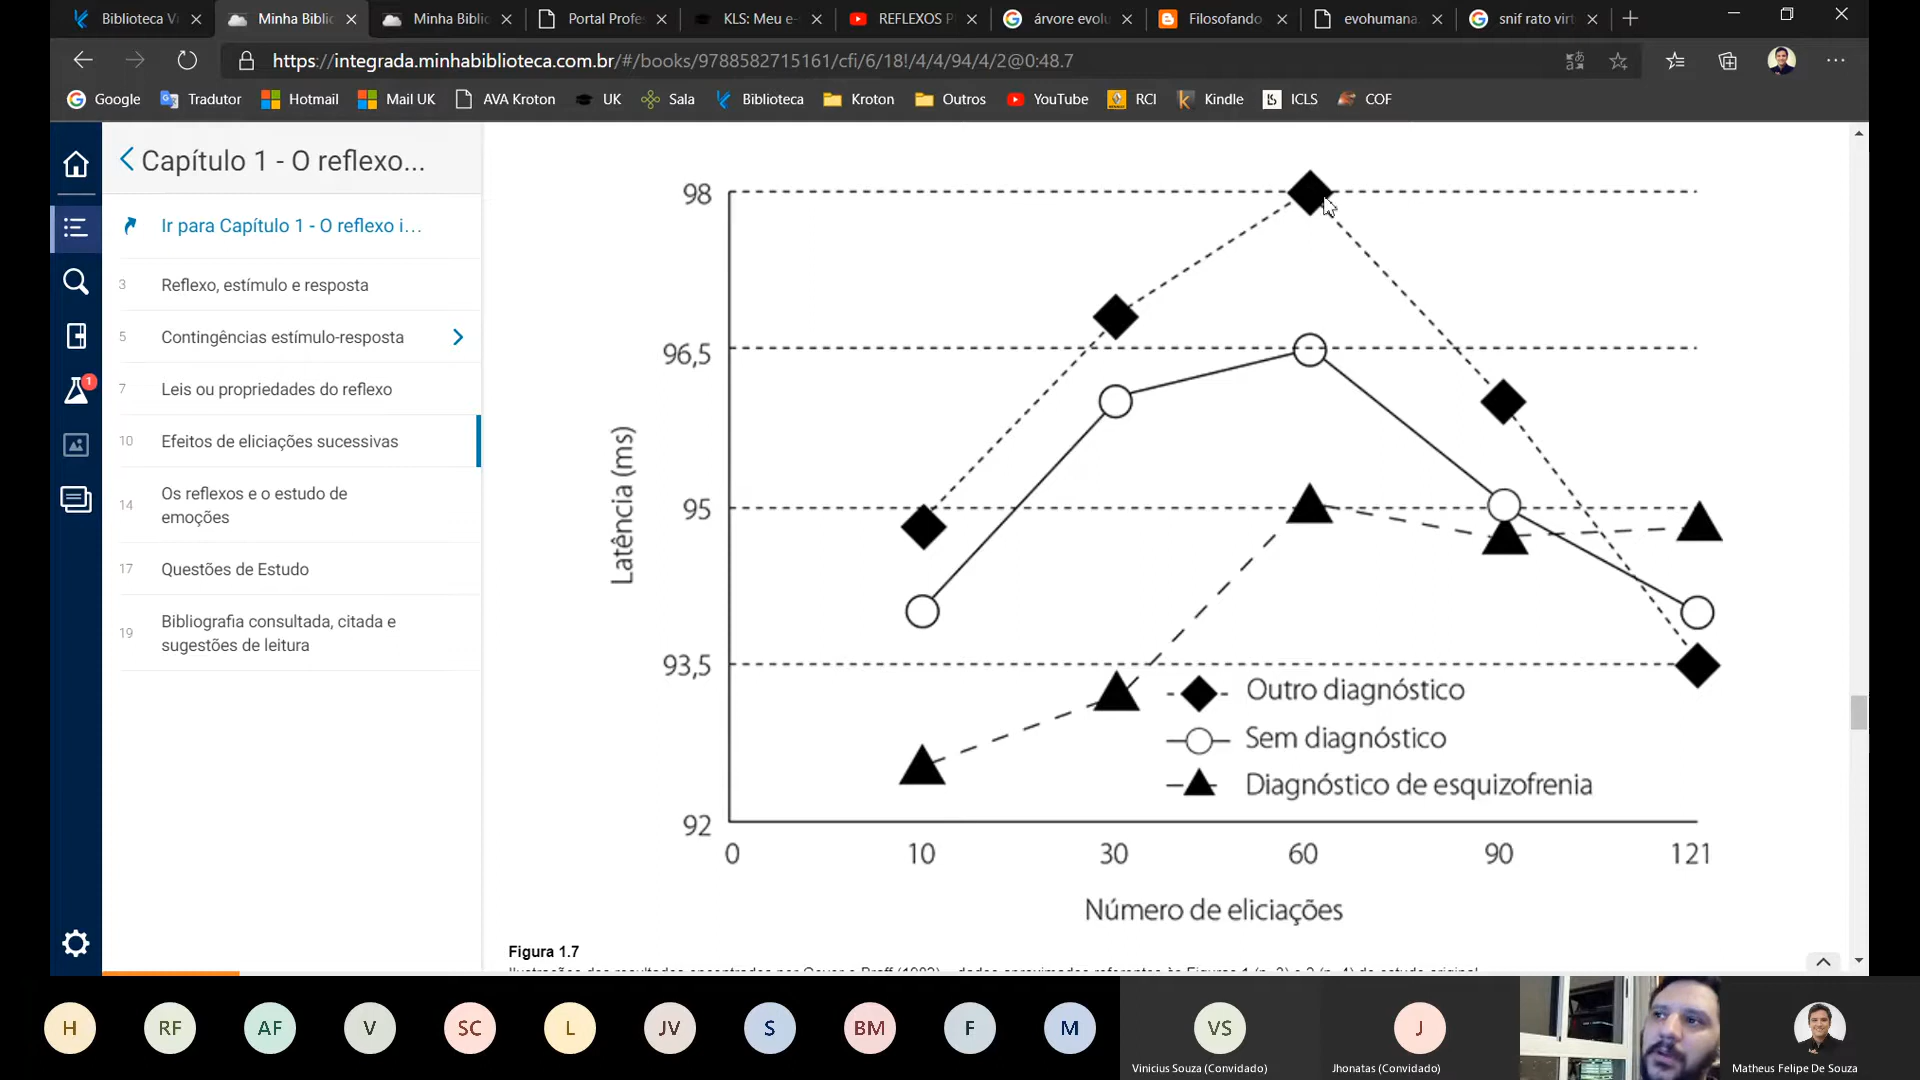 Biblioteca Vi
Minha Biblic
Minha Biblic
Portal Profe
KLS: Meu e-
REFLEXOS P
árvore evolu
Filosofando
evohumana.
snif rato virt
https://integrada.minhabiblioteca.com.br/#/books/9788582715161/cfi/6/18!/4/4/94/4/2@0:48.7
Google
Tradutor
Hotmail
Mail UK
AVA Kroton
UK
Sala
Biblioteca
Kroton
Outros
YouTube
RCI
Kindle
ICLS
COF
Capítulo 1 - O reflexo...
Ir para Capítulo 1 - O reflexo i...
3 Reflexo, estímulo e resposta
5 Contingências estímulo-resposta
7 Leis ou propriedades do reflexo
1
10 Efeitos de eliciações sucessivas
14 Os reflexos e o estudo de
emoções
17 Questões de Estudo
19 Bibliografia consultada, citada e
sugestões de leitura
98
96,5
95
93,5
92
Latência (ms)
Outro diagnóstico
Sem diagnóstico
Diagnóstico de esquizofrenia
0 10 30 60 90 121
Número de eliciações
Figura 1.7
H
RF
AF
V
SC
L
JV
S
BM
F
M
VS
J
Vinicius Souza (Convidado)
Jhonatas (Convidado)
Matheus Felipe De Souza